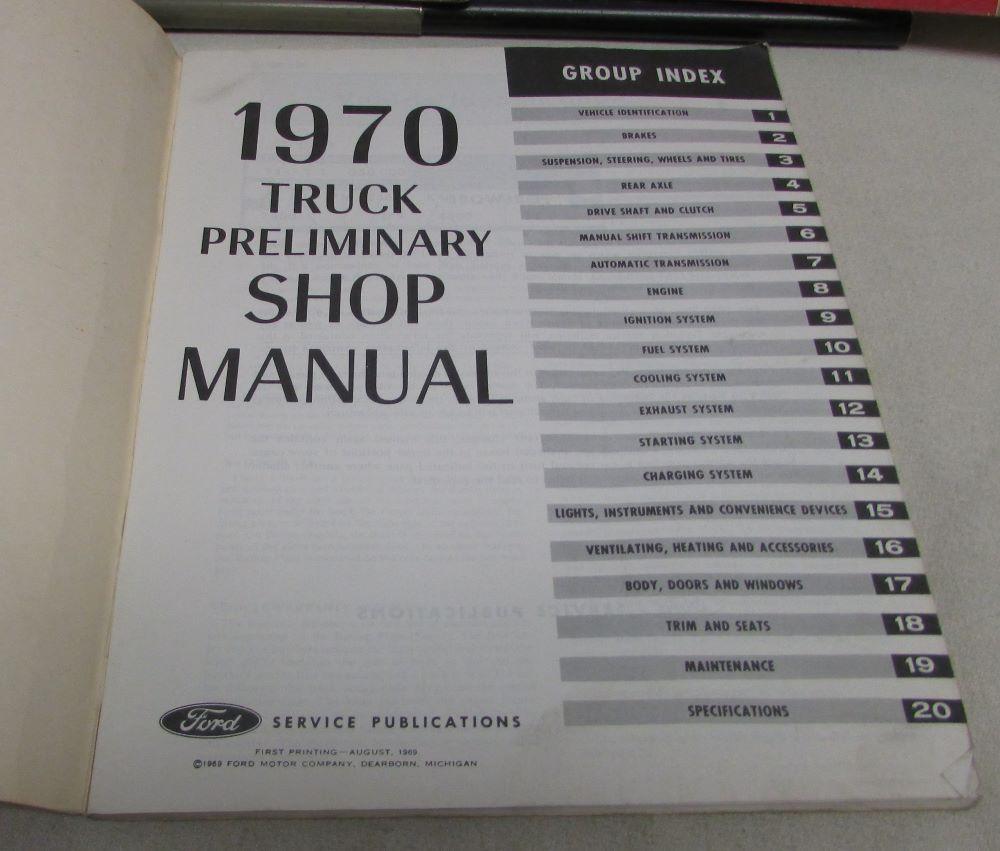 1970
TRUCK
PRELIMINARY
SHOP
MANUAL
Ford SERVICE PUBLICATIONS
FIRST PRINTING—AUGUST, 1969
©1969 FORD MOTOR COMPANY, DEARBORN, MICHIGAN
GROUP INDEX
VEHICLE IDENTIFICATION 1
BRAKES 2
SUSPENSION, STEERING, WHEELS AND TIRES 3
REAR AXLE 4
DRIVE SHAFT AND CLUTCH 5
MANUAL SHIFT TRANSMISSION 6
AUTOMATIC TRANSMISSION 7
ENGINE 8
IGNITION SYSTEM 9
FUEL SYSTEM 10
COOLING SYSTEM 11
EXHAUST SYSTEM 12
STARTING SYSTEM 13
CHARGING SYSTEM 14
LIGHTS, INSTRUMENTS AND CONVENIENCE DEVICES 15
VENTILATING, HEATING AND ACCESSORIES 16
BODY, DOORS AND WINDOWS 17
TRIM AND SEATS 18
MAINTENANCE 19
SPECIFICATIONS 20